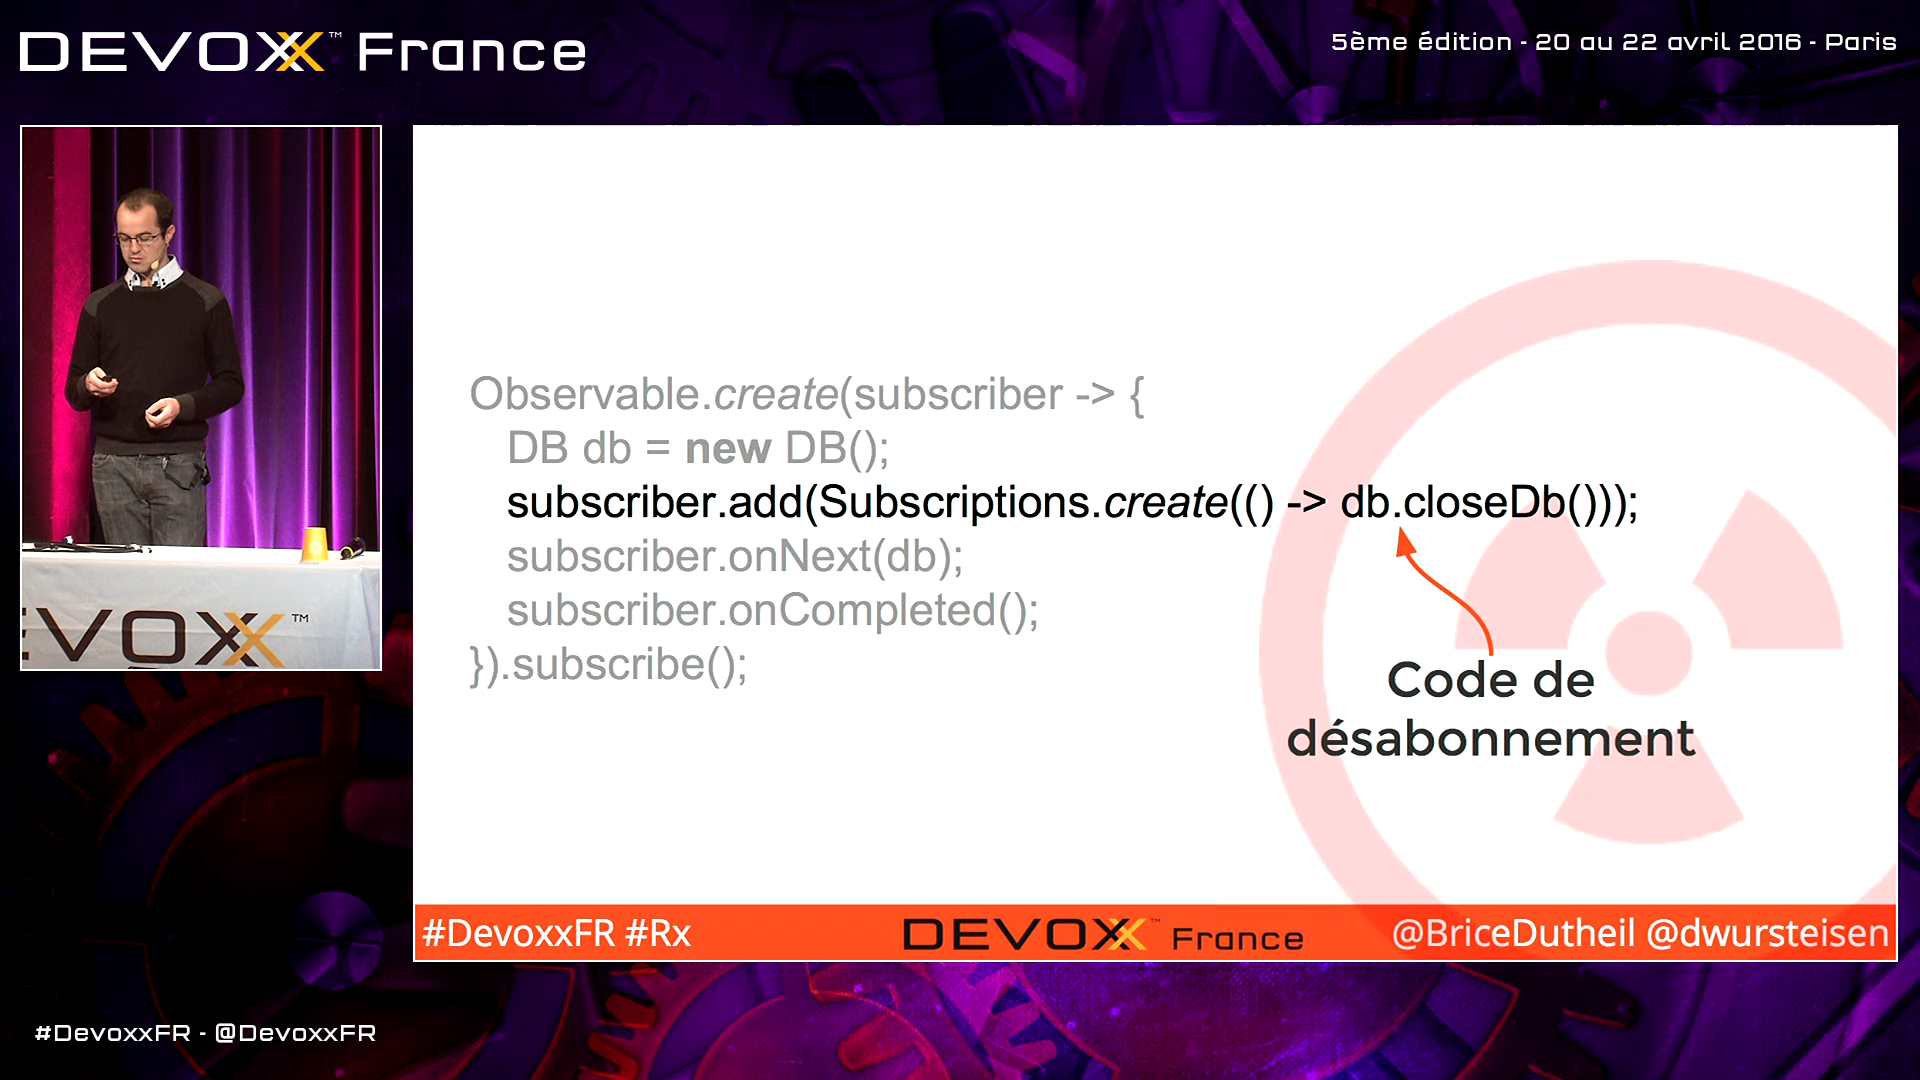 DEVOXX™ France
5ème édition - 20 au 22 avril 2016 - Paris
Observable.create(subscriber -> {
DB db = new DB();
subscriber.add(Subscriptions.create(() -> db.closeDb()));
subscriber.onNext(db);
subscriber.onCompleted();
}).subscribe();
Code de
désabonnement
EVOXX™
#DevoxxFR #Rx
DEVOXX™ France
@BriceDutheil @dwursteisen
#DevoxxFR - @DevoxxFR